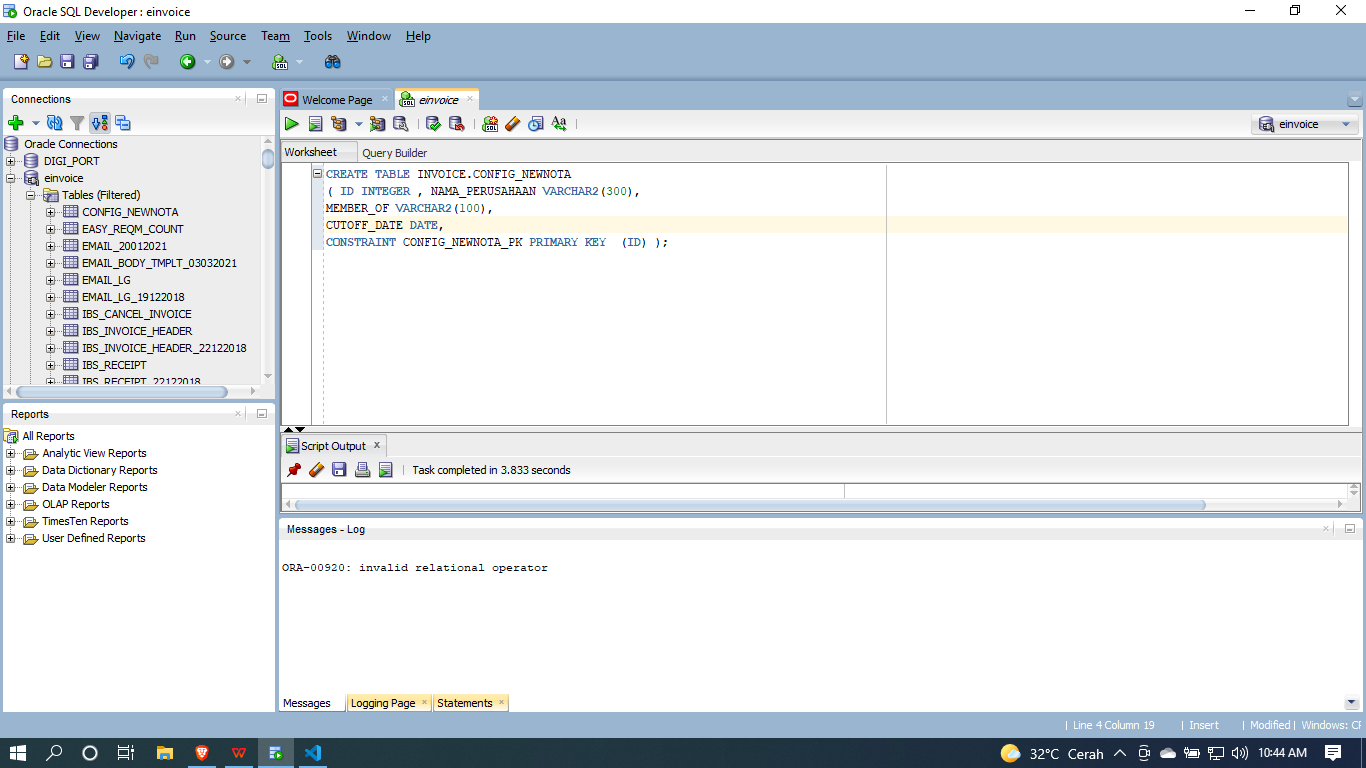 Oracle SQL Developer : einvoice
File Edit View Navigate Run Source Team Tools Window Help
Connections
Oracle Connections
DIGI_PORT
einvoice
Tables (Filtered)
CONFIG_NEWNOTA
EASY_REQM_COUNT
EMAIL_20012021
EMAIL_BODY_TMPLT_03032021
EMAIL_LG
EMAIL_LG_19122018
IBS_CANCEL_INVOICE
IBS_INVOICE_HEADER
IBS_INVOICE_HEADER_22122018
IBS_RECEIPT
IBS_RECEIPT_22122018
Reports
All Reports
Analytic View Reports
Data Dictionary Reports
Data Modeler Reports
OLAP Reports
TimesTen Reports
User Defined Reports
Welcome Page
einvoice
einvoice
Worksheet Query Builder
CREATE TABLE INVOICE.CONFIG_NEWNOTA
( ID INTEGER , NAMA_PERUSAHAAN VARCHAR2(300),
MEMBER_OF VARCHAR2(100),
CUTOFF_DATE DATE,
CONSTRAINT CONFIG_NEWNOTA_PK PRIMARY KEY  (ID) );
Script Output
Task completed in 3.833 seconds
Messages - Log
ORA-00920: invalid relational operator
Messages Logging Page Statements
Line 4 Column 19 Insert Modified Windows: CF
32°C Cerah 10:44 AM